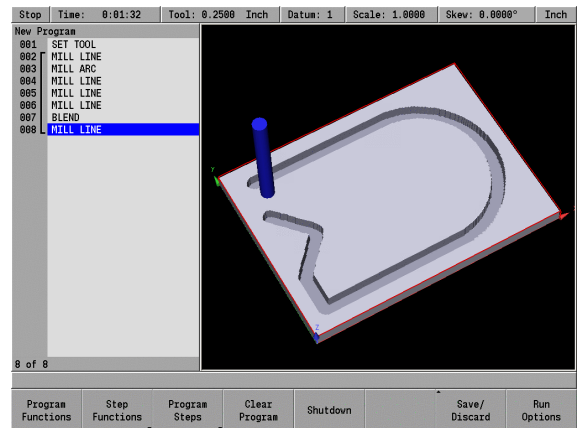 Stop Time: 0:01:32 Tool: 0.2500 Inch Datum: 1 Scale: 1.0000 Skew: 0.0000° Inch
New Program
001 SET TOOL
002 MILL LINE
003 MILL ARC
004 MILL LINE
005 MILL LINE
006 MILL LINE
007 BLEND
008 MILL LINE
Y
Z
8 of 8
Program Functions
Step Functions
Program Steps
Clear Program
Shutdown
Save/ Discard
Run Options